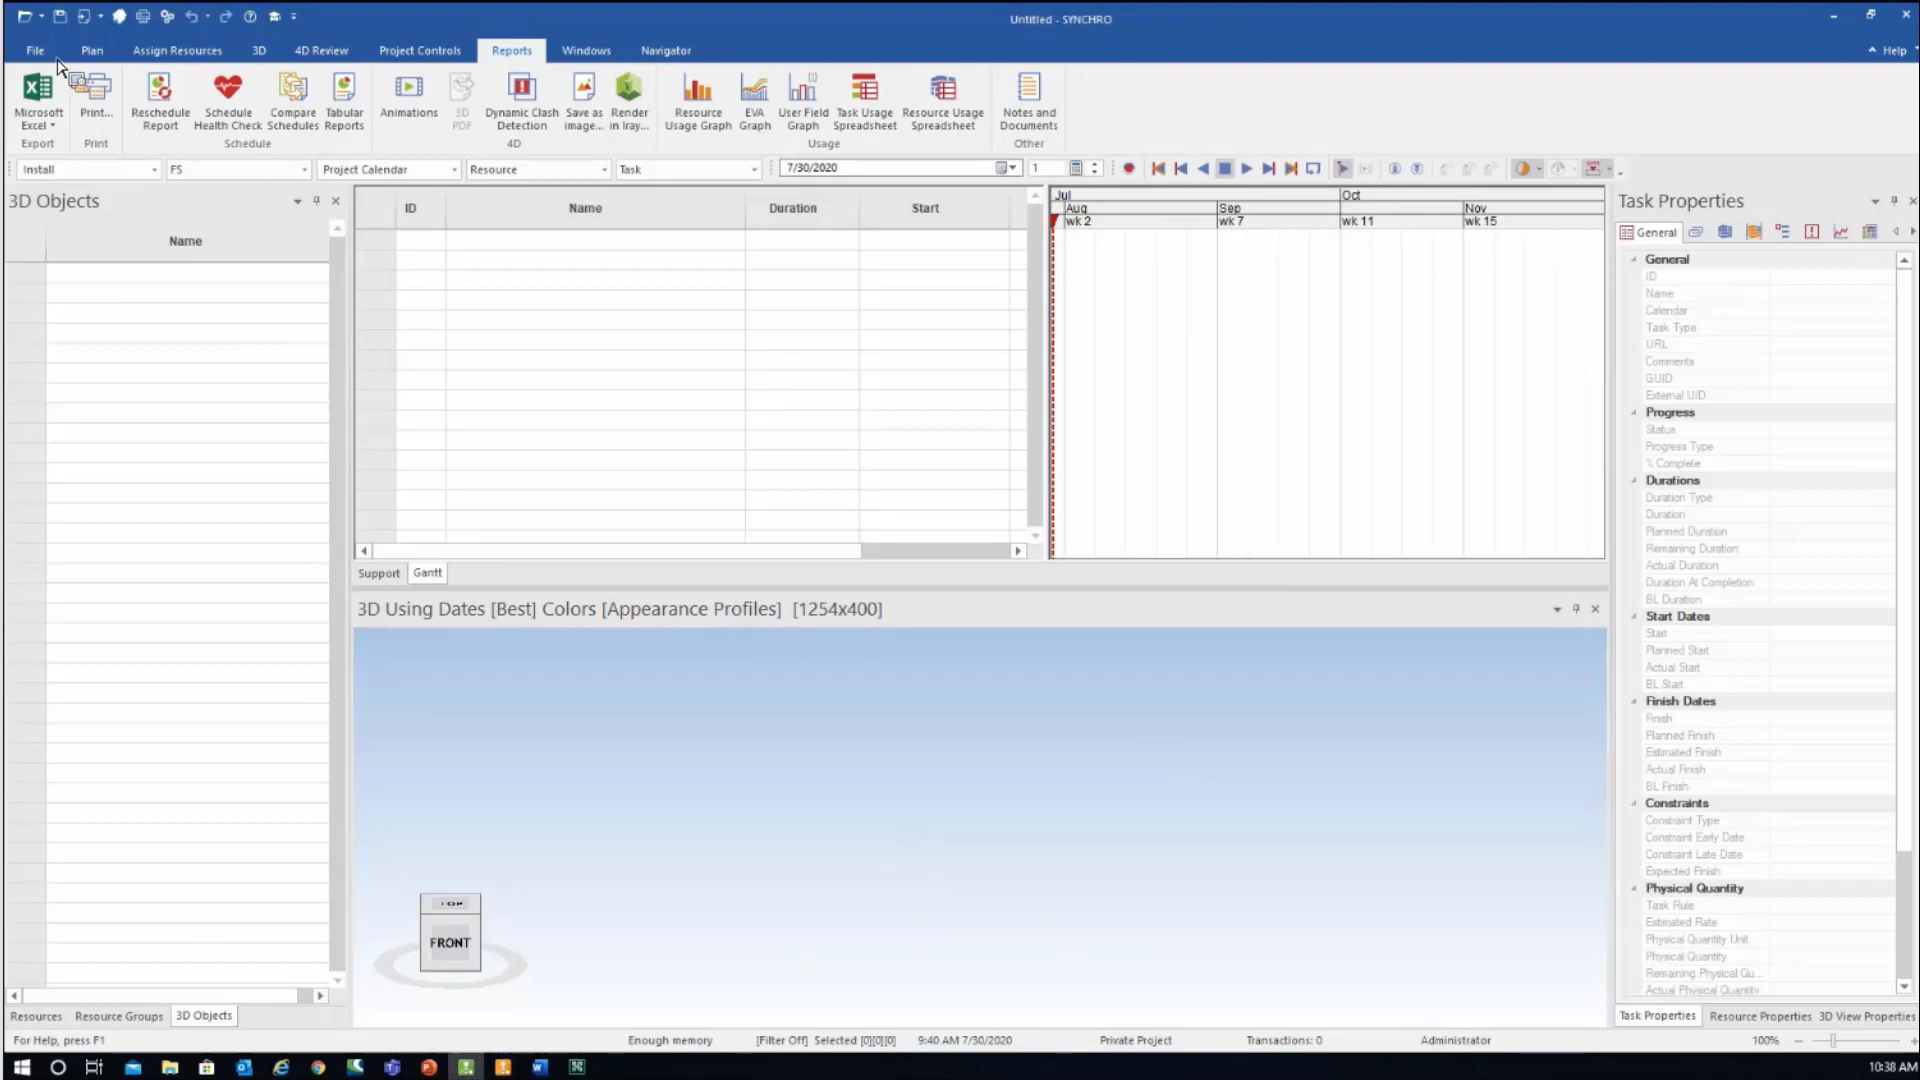 Untitled - SYNCHRO
File Plan Assign Resources 3D 4D Review Project Controls Reports Windows Navigator Help
Microsoft Excel Print... Reschedule Report Schedule Health Check Compare Schedules Tabular Reports Animations 3D PDF Dynamic Clash Detection Save as image... Render in Iray... Resource Usage Graph EVA Graph User Field Graph Task Usage Spreadsheet Resource Usage Spreadsheet Notes and Documents
Export Print Schedule 4D Usage Other
Install FS Project Calendar Resource Task 7/30/2020 1
3D Objects
Name
ID Name Duration Start
Jul Oct
Aug Sep Nov
wk 2 wk 7 wk 11 wk 15
Support Gantt
3D Using Dates [Best] Colors [Appearance Profiles] [1254x400]
TOP
FRONT
Resources Resource Groups 3D Objects
Task Properties
General
General
ID
Name
Calendar
Task Type
URL
Comments
GUID
External UID
Progress
Status
Progress Type
% Complete
Durations
Duration Type
Duration
Planned Duration
Remaining Duration
Actual Duration
Duration At Completion
BL Duration
Start Dates
Start
Planned Start
Actual Start
BL Start
Finish Dates
Finish
Planned Finish
Estimated Finish
Actual Finish
BL Finish
Constraints
Constraint Type
Constraint Early Date
Constraint Late Date
Expected Finish
Physical Quantity
Task Rule
Estimated Rate
Physical Quantity Unit
Physical Quantity
Remaining Physical Qu...
Actual Physical Quantity
Task Properties Resource Properties 3D View Properties
For Help, press F1 Enough memory [Filter Off] Selected [0][0][0] 9:40 AM 7/30/2020 Private Project Transactions: 0 Administrator 100%
10:38 AM